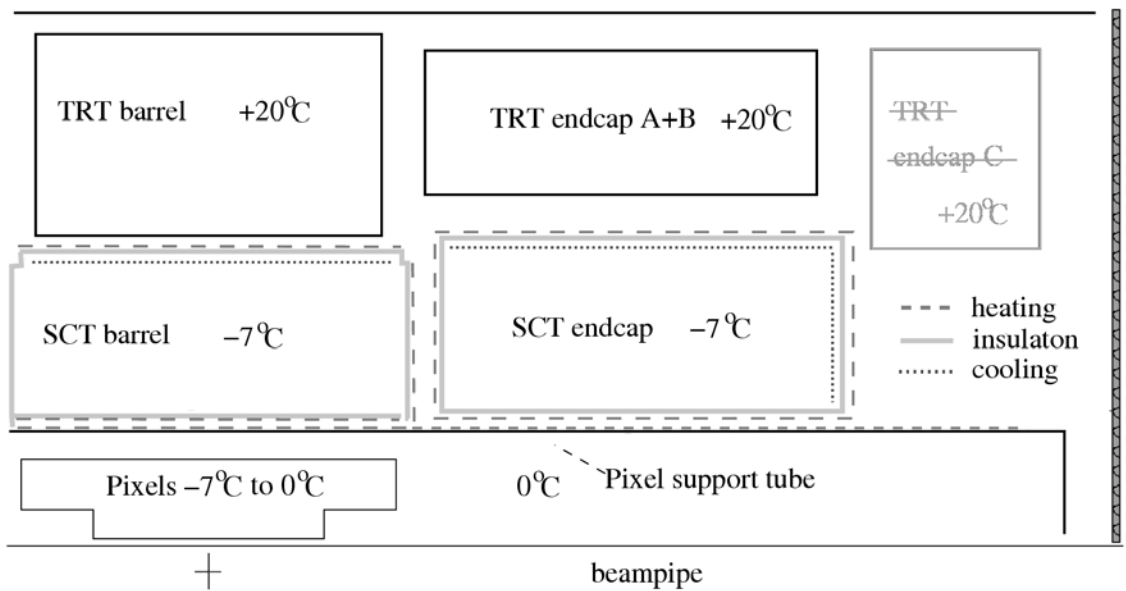 TRT barrel +20°C
TRT endcap A+B +20°C
TRT
endcap C
+20°C
SCT barrel −7°C
SCT endcap −7°C
heating
insulaton
cooling
Pixels −7°C to 0°C
0°C
Pixel support tube
beampipe